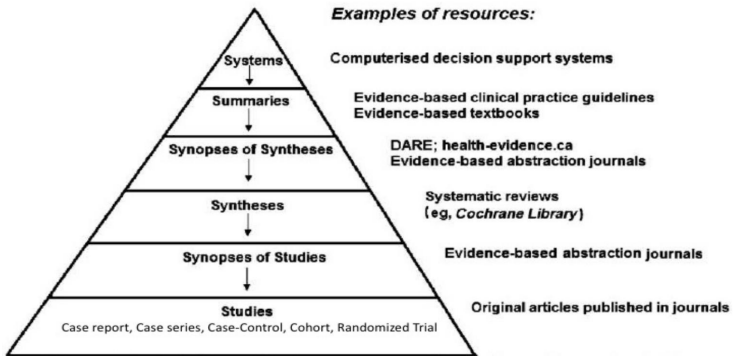 Examples of resources:
Systems
Computerised decision support systems
Summaries
Evidence-based clinical practice guidelines
Evidence-based textbooks
Synopses of Syntheses
DARE; health-evidence.ca
Evidence-based abstraction journals
Syntheses
Systematic reviews
(eg, Cochrane Library)
Synopses of Studies
Evidence-based abstraction journals
Studies
Original articles published in journals
Case report, Case series, Case-Control, Cohort, Randomized Trial